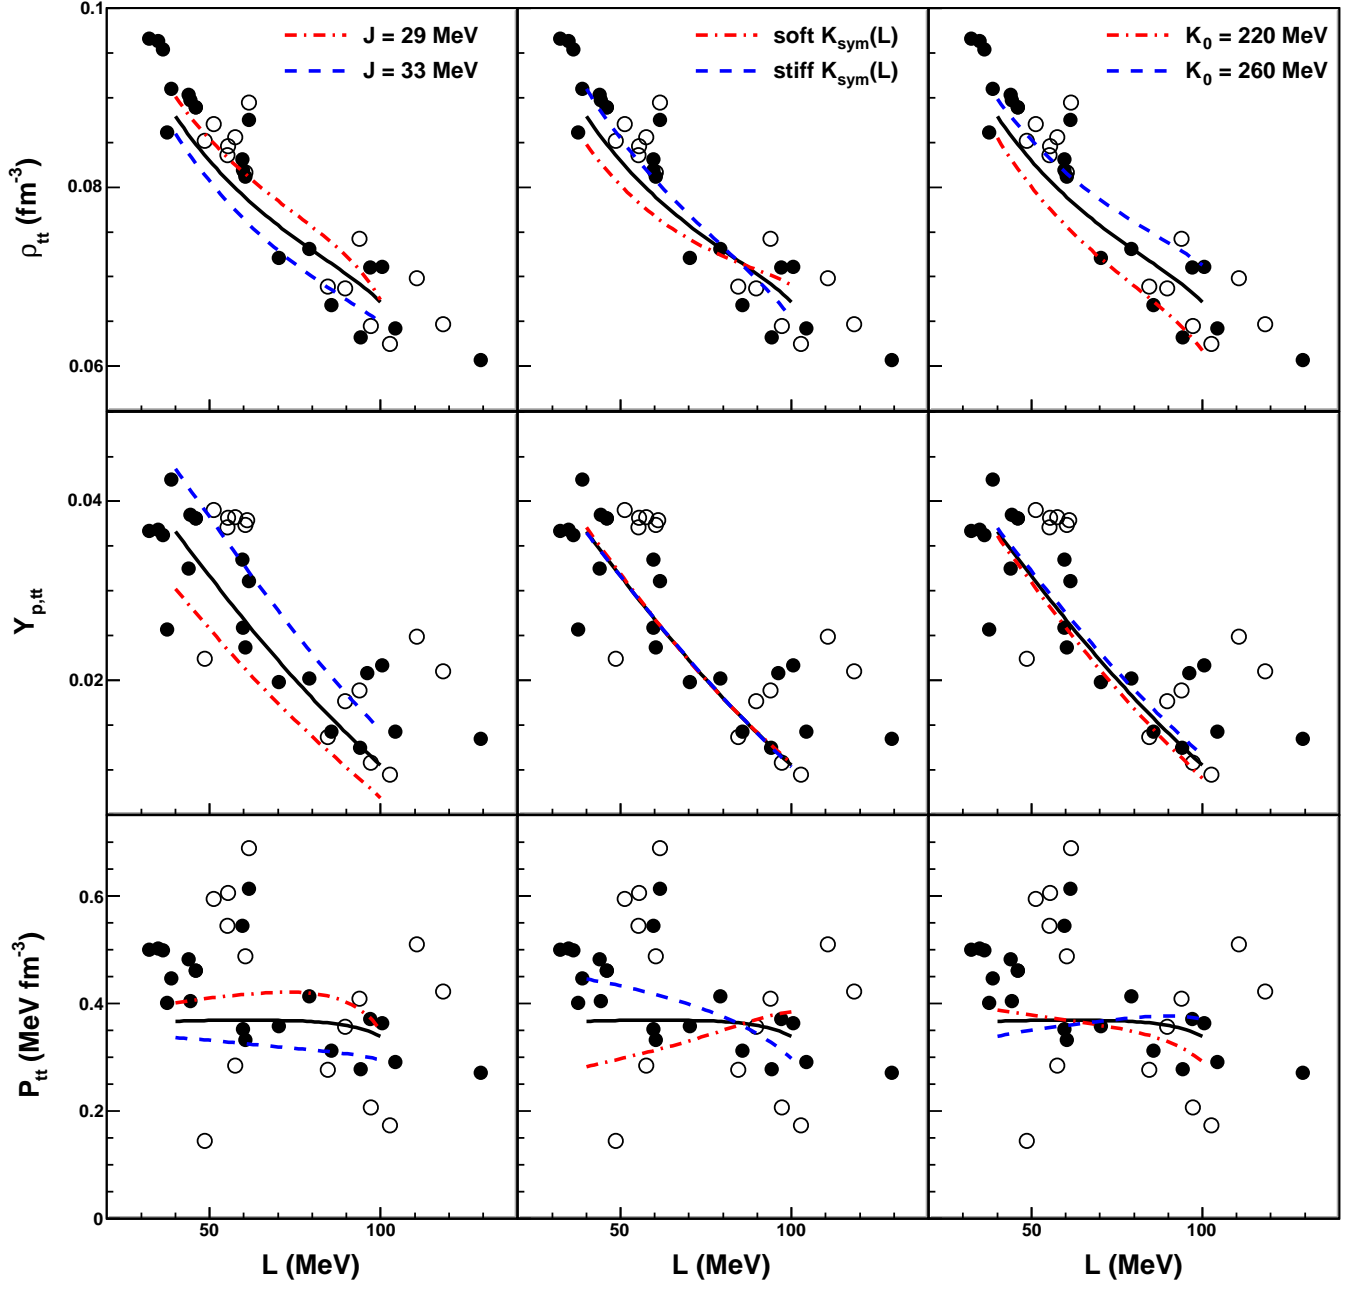 0.1
J = 29 MeV
J = 33 MeV
soft K_sym(L)
stiff K_sym(L)
K_0 = 220 MeV
K_0 = 260 MeV
0.08
0.06
ρ_tt (fm^-3)
0.04
0.02
Y_p,tt
0.6
0.4
0.2
0
P_tt (MeV fm^-3)
50 100 50 100 50 100
L (MeV) L (MeV) L (MeV)